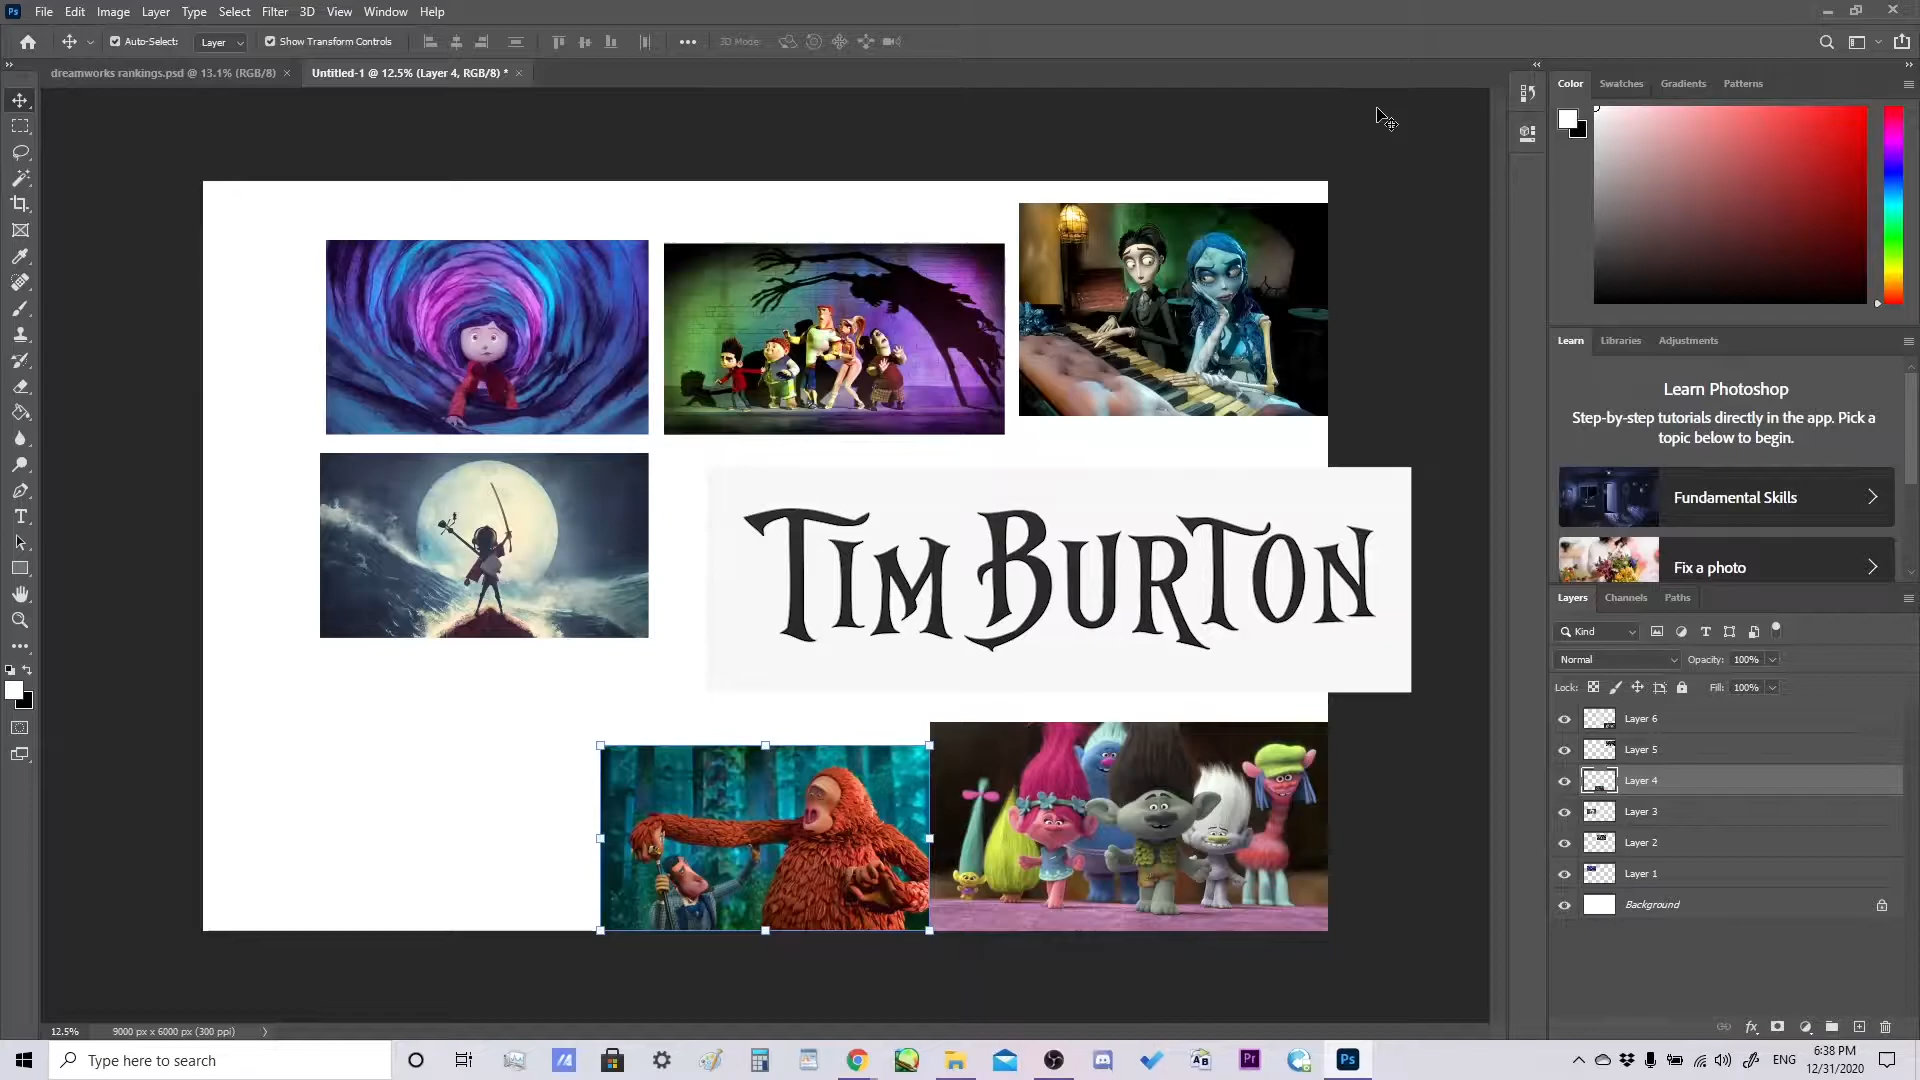 Ps File Edit Image Layer Type Select Filter 3D View Window Help
Auto-Select: Layer Show Transform Controls 3D Mode:
dreamworks rankings.psd @ 13.1% (RGB/8) × Untitled-1 @ 12.5% (Layer 4, RGB/8) * ×
Color Swatches Gradients Patterns
Learn Libraries Adjustments
Learn Photoshop
Step-by-step tutorials directly in the app. Pick a
topic below to begin.
Fundamental Skills
Fix a photo
TIM BURTON
Layers Channels Paths
Kind
Normal Opacity: 100%
Lock: Fill: 100%
Layer 6
Layer 5
Layer 4
Layer 3
Layer 2
Layer 1
Background
12.5% 9000 px x 6000 px (300 ppi)
Type here to search
Pr
Ps
ENG
6:38 PM
12/31/2020